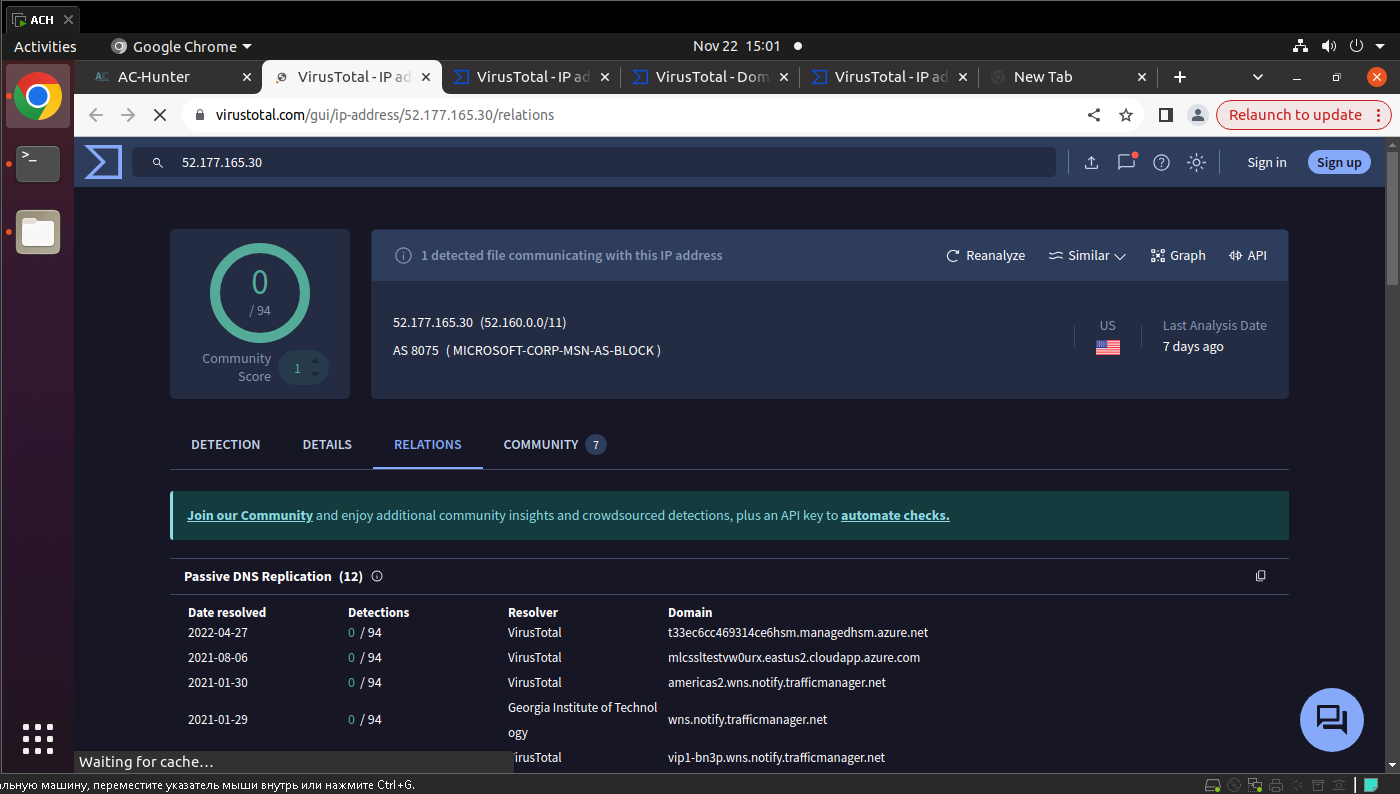 ACH
Activities
Google Chrome
Nov 22 15:01
AC-Hunter
VirusTotal - IP ad
VirusTotal - IP ad
VirusTotal - Dom
VirusTotal - IP ad
New Tab
virustotal.com/gui/ip-address/52.177.165.30/relations
Relaunch to update
52.177.165.30
Sign in
Sign up
0
/ 94
Community
Score
1
1 detected file communicating with this IP address
Reanalyze
Similar
Graph
API
52.177.165.30 (52.160.0.0/11)
AS 8075 ( MICROSOFT-CORP-MSN-AS-BLOCK )
US
Last Analysis Date
7 days ago
DETECTION
DETAILS
RELATIONS
COMMUNITY 7
Join our Community and enjoy additional community insights and crowdsourced detections, plus an API key to automate checks.
Passive DNS Replication (12)
Date resolved Detections Resolver Domain
2022-04-27 0 / 94 VirusTotal t33ec6cc469314ce6hsm.managedhsm.azure.net
2021-08-06 0 / 94 VirusTotal mlcssltestvw0urx.eastus2.cloudapp.azure.com
2021-01-30 0 / 94 VirusTotal americas2.wns.notify.trafficmanager.net
Georgia Institute of Technol
2021-01-29 0 / 94 wns.notify.trafficmanager.net
ogy
irusTotal vip1-bn3p.wns.notify.trafficmanager.net
Waiting for cache...
альную машину, переместите указатель мыши внутрь или нажмите Ctrl+G.